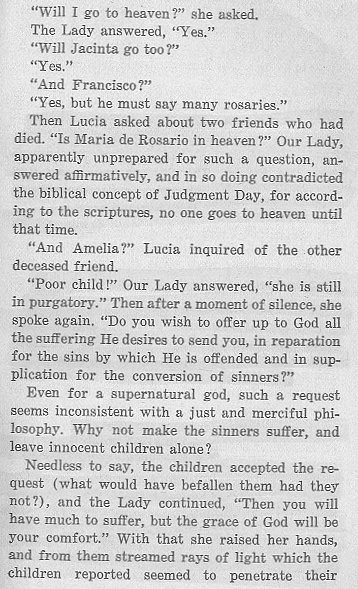 “Will I go to heaven?” she asked.
The Lady answered, “Yes.”
“Will Jacinta go too?”
“Yes.”
“And Francisco?”
“Yes, but he must say many rosaries.”
Then Lucia asked about two friends who had
died. “Is Maria de Rosario in heaven?” Our Lady,
apparently unprepared for such a question, an-
swered affirmatively, and in so doing contradicted
the biblical concept of Judgment Day, for accord-
ing to the scriptures, no one goes to heaven until
that time.
“And Amelia?” Lucia inquired of the other
deceased friend.
“Poor child!” Our Lady answered, “she is still
in purgatory.” Then after a moment of silence, she
spoke again. “Do you wish to offer up to God all
the suffering He desires to send you, in reparation
for the sins by which He is offended and in sup-
plication for the conversion of sinners?”
Even for a supernatural god, such a request
seems inconsistent with a just and merciful phi-
losophy. Why not make the sinners suffer, and
leave innocent children alone?
Needless to say, the children accepted the re-
quest (what would have befallen them had they
not?), and the Lady continued, “Then you will
have much to suffer, but the grace of God will be
your comfort.” With that she raised her hands,
and from them streamed rays of light which the
children reported seemed to penetrate their